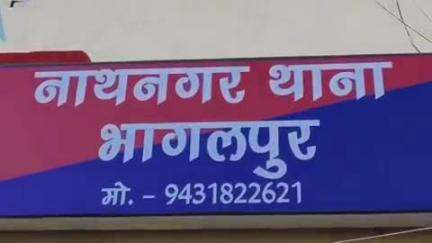 नाथनगर थाना
भागलपुर
मो. - 9431822621